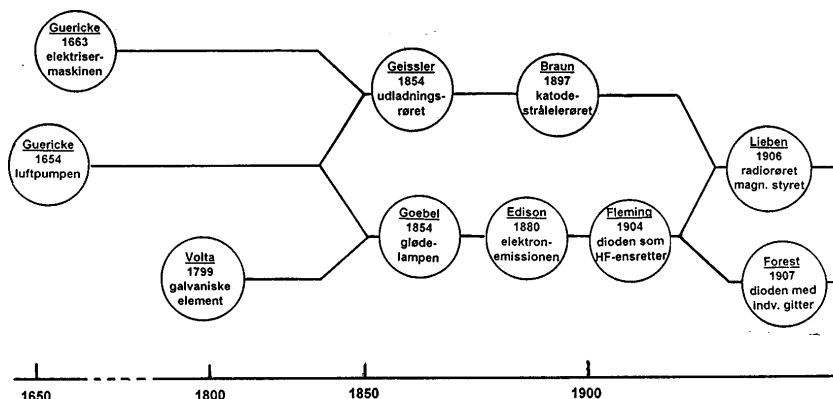 Guericke
1663
elektriser-
maskinen
Geissler
1854
udladnings-
røret
Braun
1897
katode-
strålelerøret
Guericke
1654
luftpumpen
Lieben
1906
radiorøret
magn. styret
Goebel
1854
gløde-
lampen
Edison
1880
elektron-
emissionen
Fleming
1904
dioden som
HF-ensretter
Volta
1799
galvaniske
element
Forest
1907
dioden med
indv. gitter
1650
1800
1850
1900